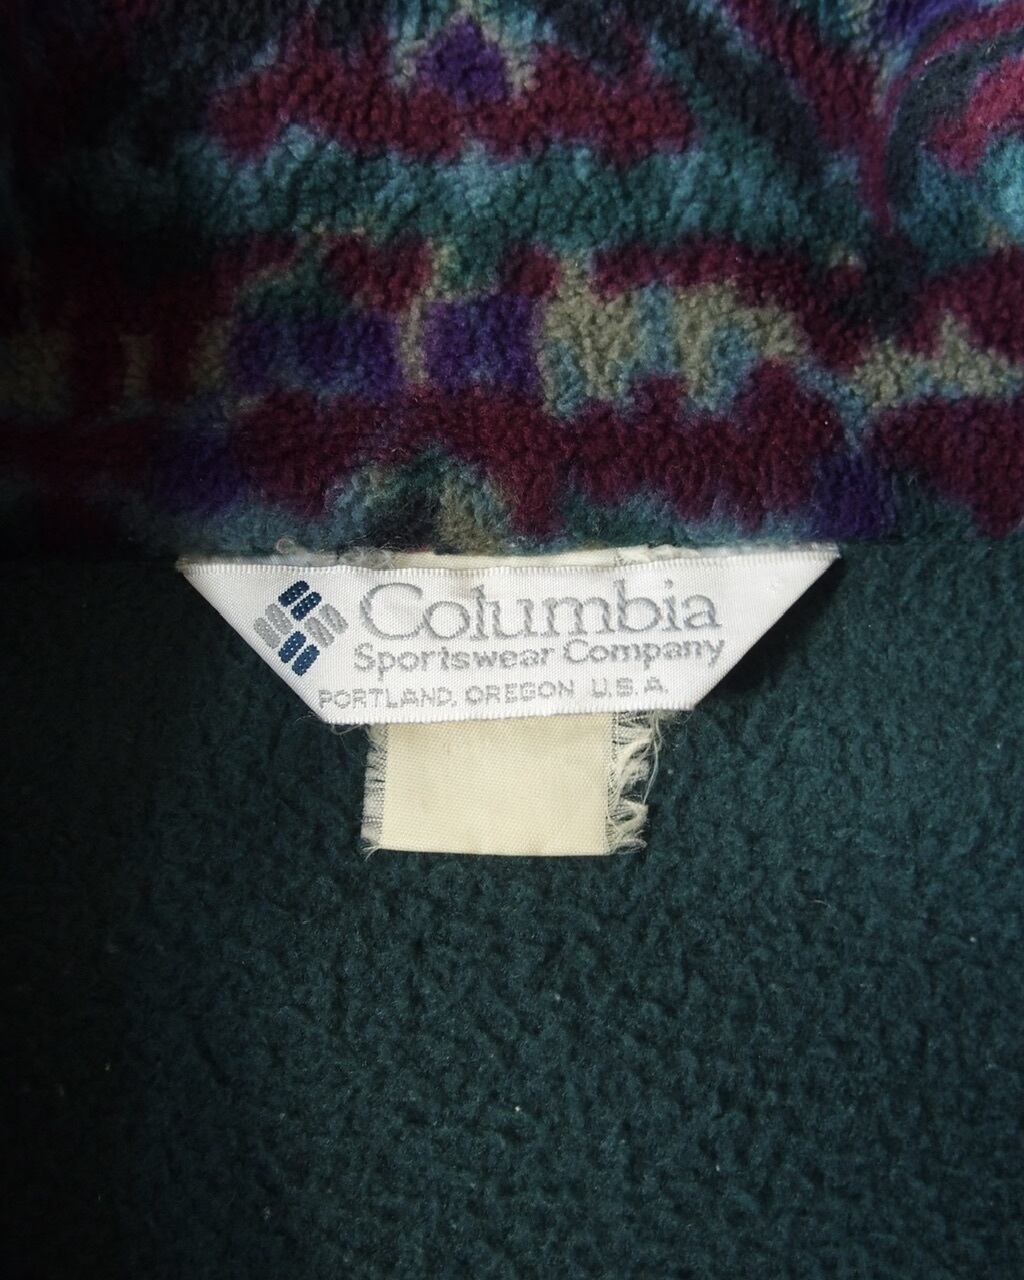 Columbia
Sportswear Company
PORTLAND, OREGON U.S.A.